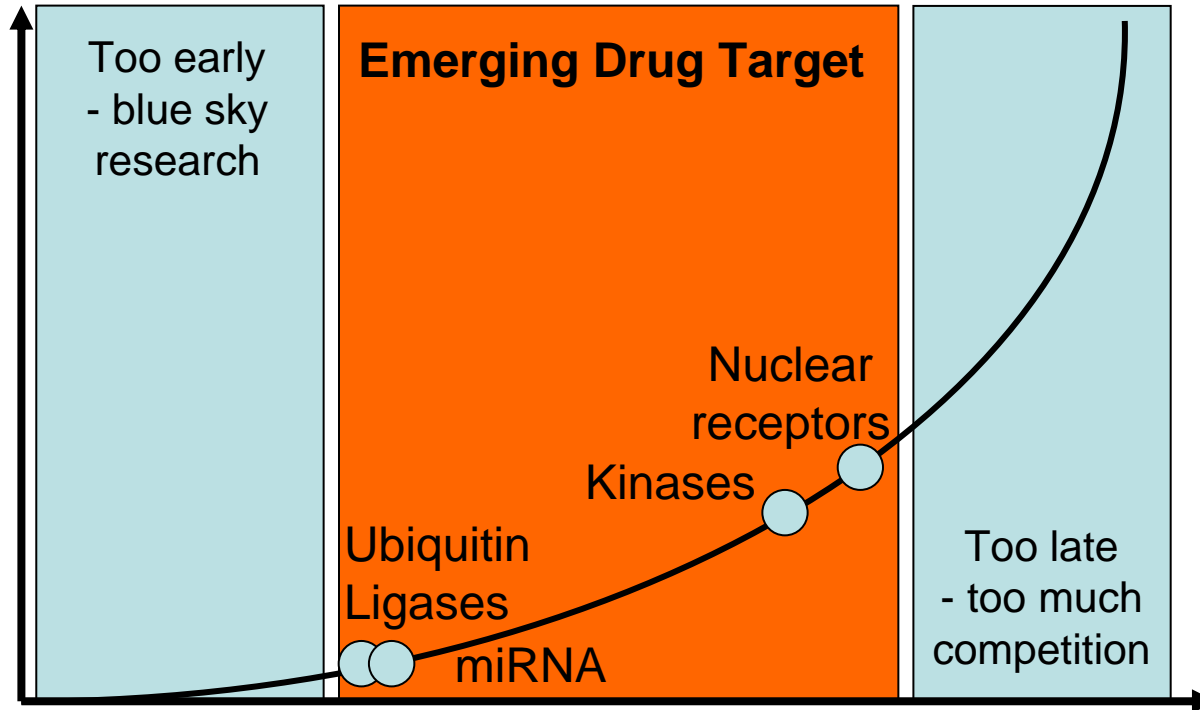 Too early
- blue sky
research
Emerging Drug Target
Nuclear
receptors
Kinases
Ubiquitin
Ligases
miRNA
Too late
- too much
competition